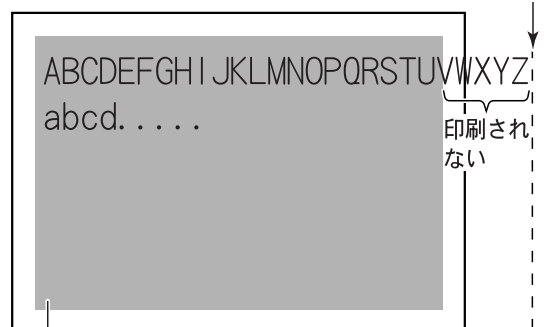 ABCDEFGHIJKLMNOPQRSTUVWXYZ
abcd.....
印刷され
ない